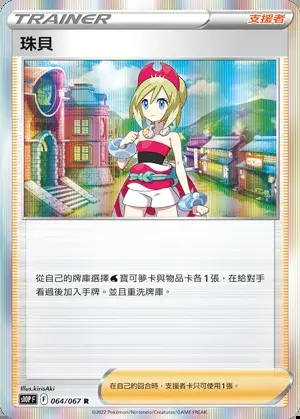 TRAINER 支援者
珠貝
從自己的牌庫選擇寶可夢卡與物品卡各1張，在給對手
看過後加入手牌。並且重洗牌庫。
Illus.kirisAki
S10P F F 064/067 R
在自己的回合時，支援者卡只可使用1張。
©2022 Pokémon/Nintendo/Creatures/GAME FREAK.